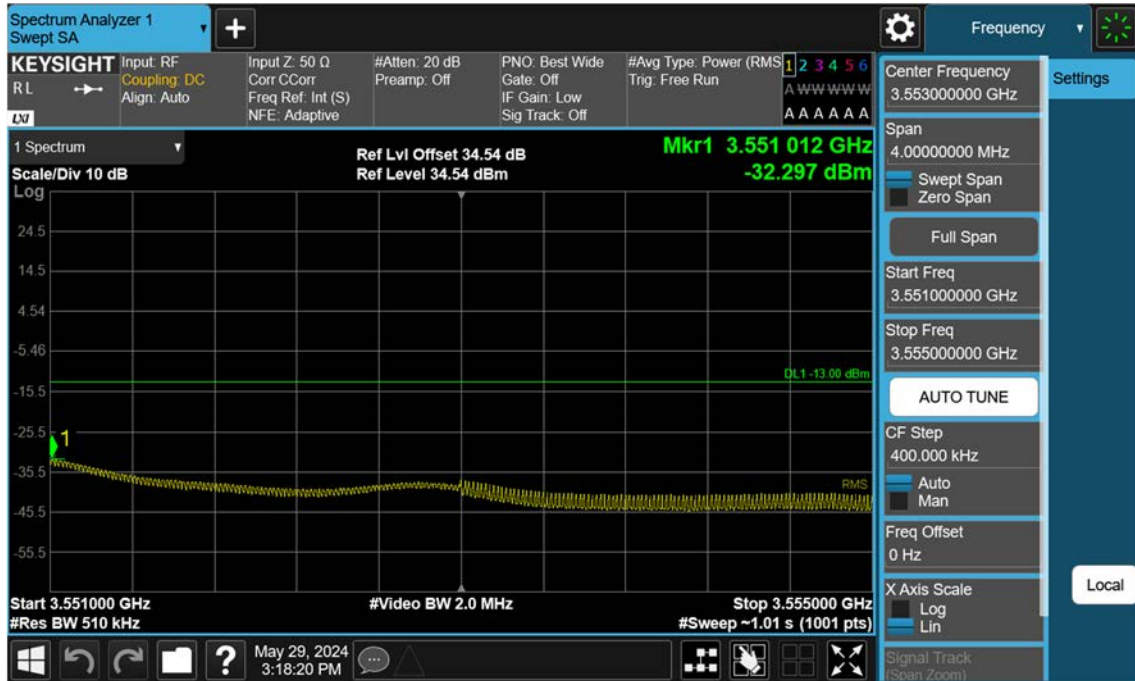 Spectrum Analyzer 1
Swept SA
Frequency
KEYSIGHT
R L
LXI
Input: RF
Coupling: DC
Align: Auto
Input Z: 50 Ω
Corr CCorr
Freq Ref: Int (S)
NFE: Adaptive
#Atten: 20 dB
Preamp: Off
PNO: Best Wide
Gate: Off
IF Gain: Low
Sig Track: Off
#Avg Type: Power (RMS
Trig: Free Run
1 2 3 4 5 6
A W W W W W
A A A A A A
1 Spectrum
Scale/Div 10 dB
Log
Ref Lvl Offset 34.54 dB
Ref Level 34.54 dBm
Mkr1 3.551 012 GHz
-32.297 dBm
24.5
14.5
4.54
-5.46
DL1 -13.00 dBm
-15.5
-25.5
1
-35.5
RMS
-45.5
-55.5
Start 3.551000 GHz
#Res BW 510 kHz
#Video BW 2.0 MHz
Stop 3.555000 GHz
#Sweep ~1.01 s (1001 pts)
Center Frequency
3.553000000 GHz
Settings
Span
4.00000000 MHz
Swept Span
Zero Span
Full Span
Start Freq
3.551000000 GHz
Stop Freq
3.555000000 GHz
AUTO TUNE
CF Step
400.000 kHz
Auto
Man
Freq Offset
0 Hz
X Axis Scale
Log
Lin
Local
Signal Track
(Span Zoom)
?
May 29, 2024
3:18:20 PM